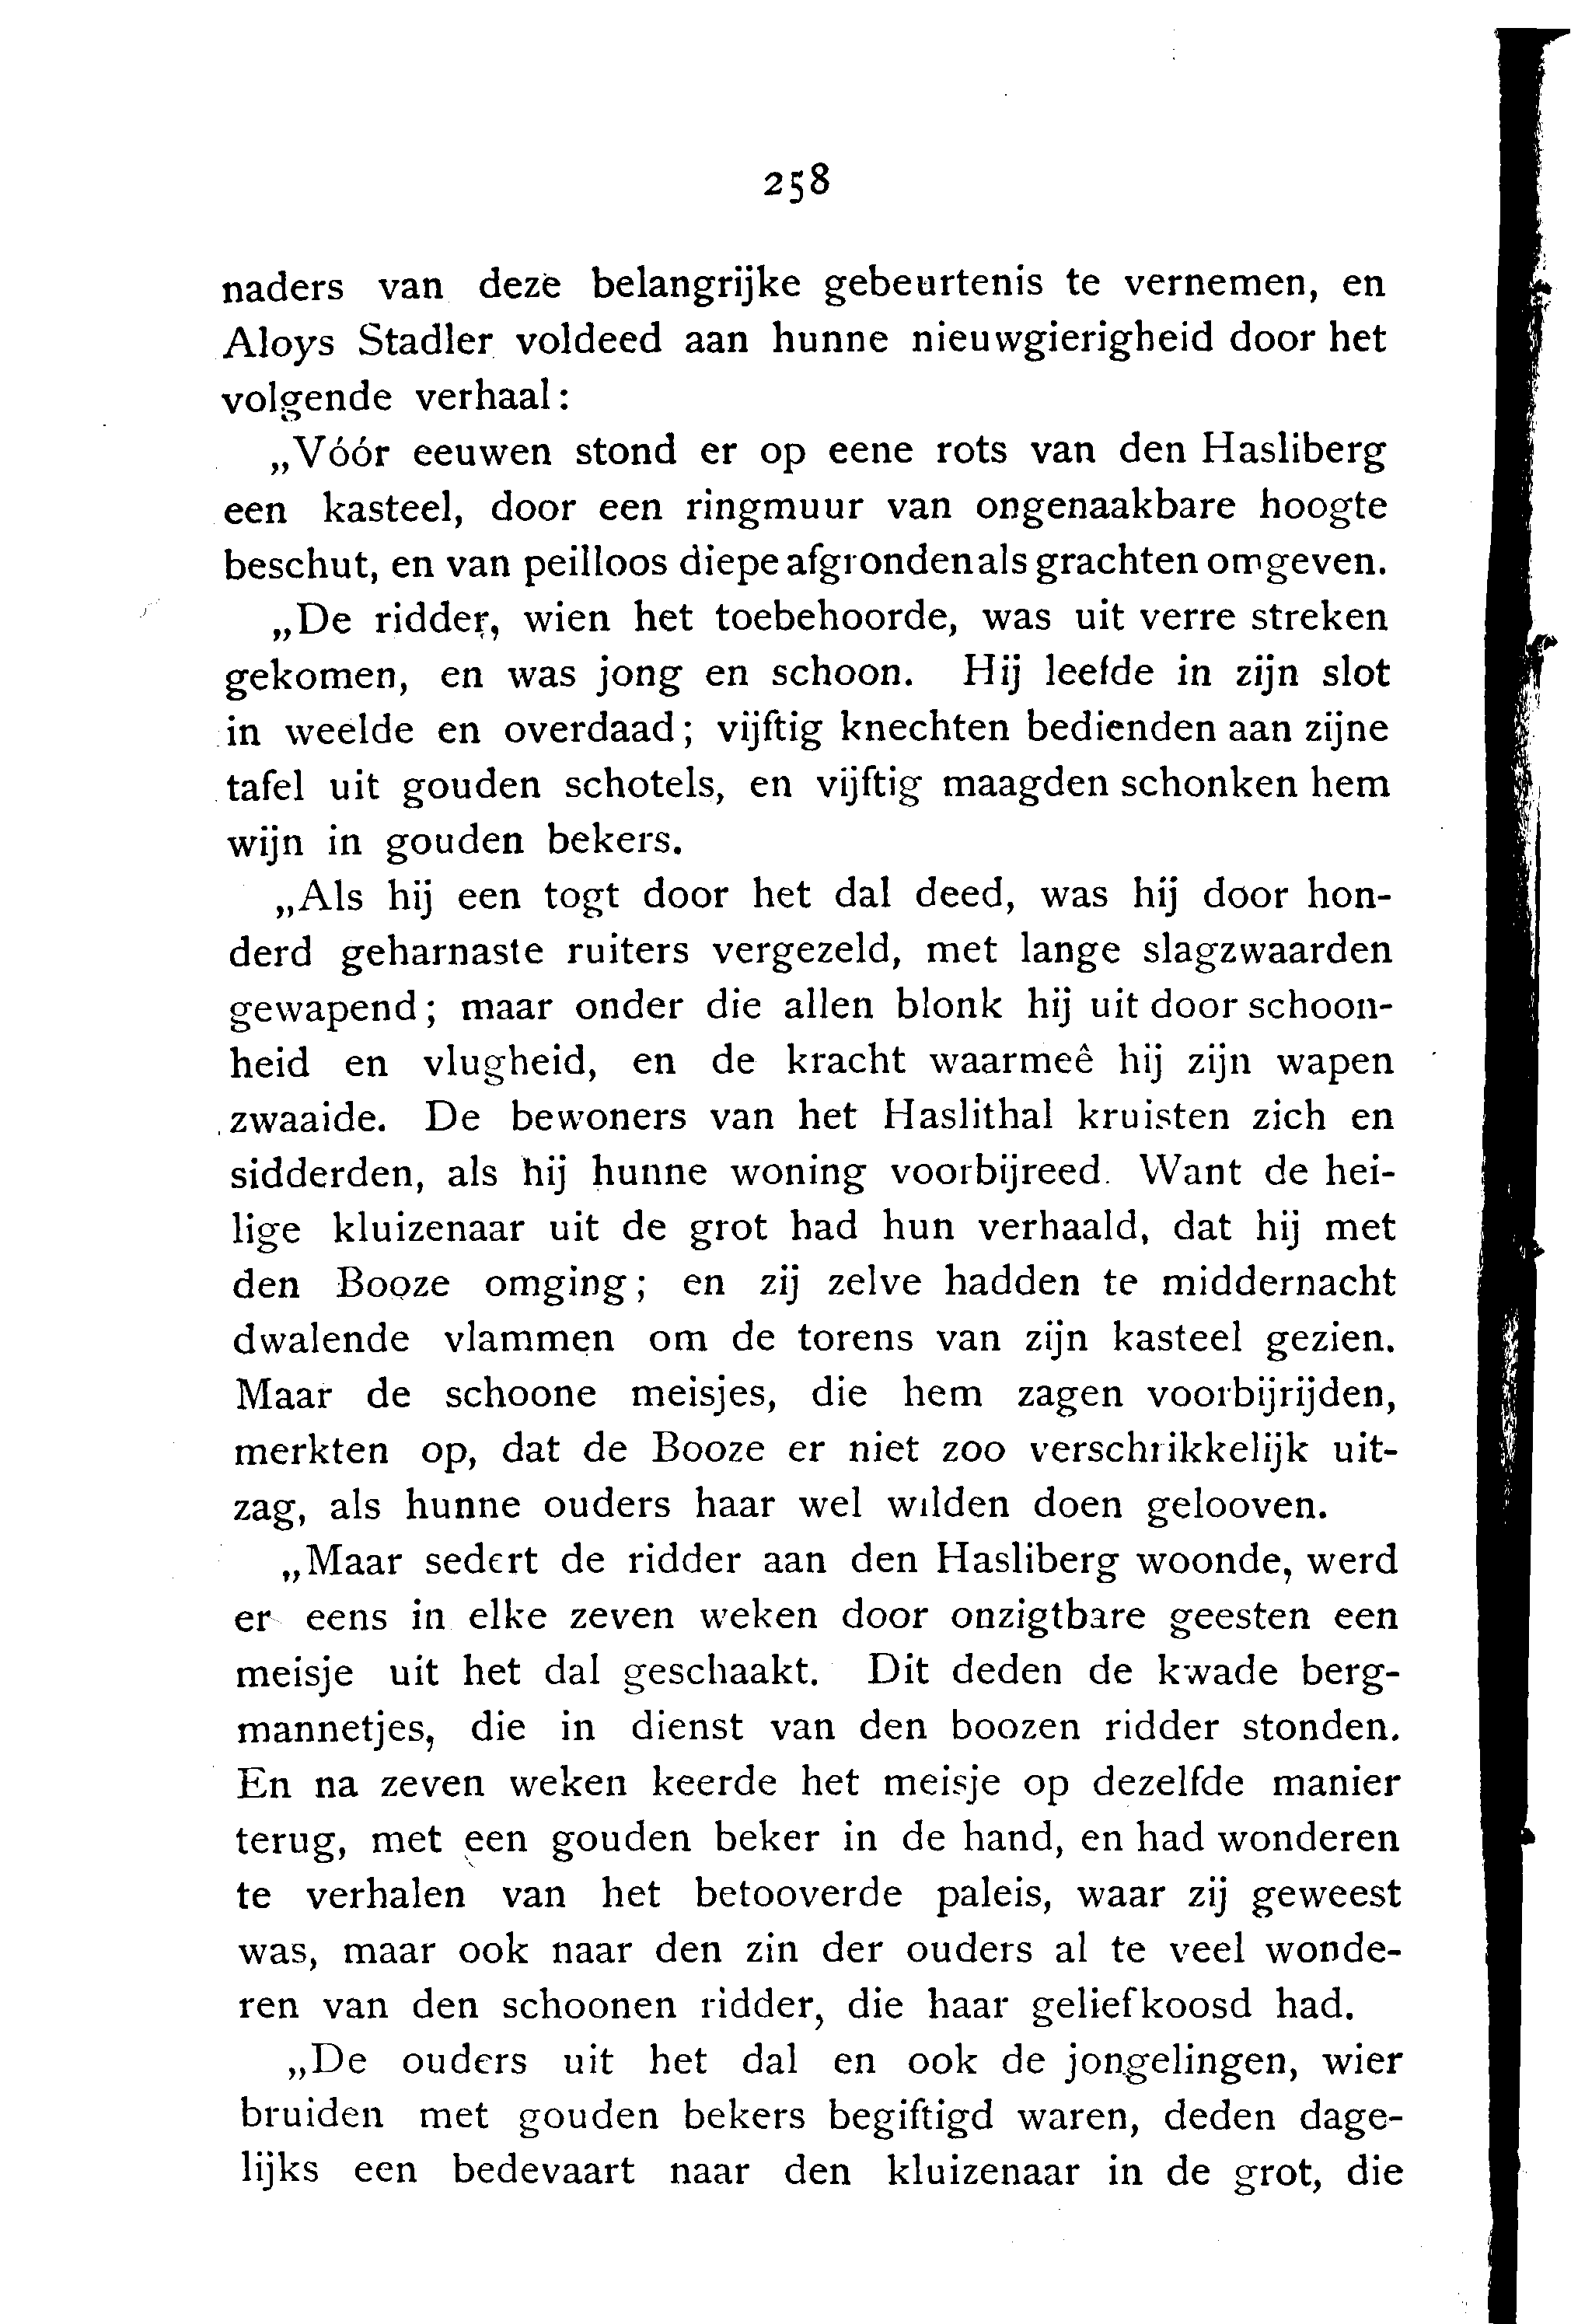 258
naders van deze belangrijke gebeurtenis te vernemen, en
Aloys Stadler voldeed aan hunne nieuwgierigheid door het
volgende verhaal:
„Vóór eeuwen stond er op eene rots van den Hasliberg
een kasteel, door een ringmuur van ongenaakbare hoogte
beschut, en van peilloos diepe afgronden als grachten omgeven.
„De ridder, wien het toebehoorde, was uit verre streken
gekomen, en was jong en schoon. Hij leefde in zijn slot
in weelde en overdaad; vijftig knechten bedienden aan zijne
tafel uit gouden schotels, en vijftig maagden schonken hem
wijn in gouden bekers.
„Als hij een togt door het dal deed, was hij door hon-
derd geharnaste ruiters vergezeld, met lange slagzwaarden
gewapend; maar onder die allen blonk hij uit door schoon-
heid en vlugheid, en de kracht waarmeê hij zijn wapen
zwaaide. De bewoners van het Haslithal kruisten zich en
sidderden, als hij hunne woning voorbijreed. Want de hei-
lige kluizenaar uit de grot had hun verhaald, dat hij met
den Booze omging; en zij zelve hadden te middernacht
dwalende vlammen om de torens van zijn kasteel gezien.
Maar de schoone meisjes, die hem zagen voorbijrijden,
merkten op, dat de Booze er niet zoo verschrikkelijk uit-
zag, als hunne ouders haar wel wilden doen gelooven.
„Maar sedert de ridder aan den Hasliberg woonde, werd
er eens in elke zeven weken door onzigtbare geesten een
meisje uit het dal geschaakt. Dit deden de kwade berg-
mannetjes, die in dienst van den boozen ridder stonden.
En na zeven weken keerde het meisje op dezelfde manier
terug, met een gouden beker in de hand, en had wonderen
te verhalen van het betooverde paleis, waar zij geweest
was, maar ook naar den zin der ouders al te veel wonde-
ren van den schoonen ridder, die haar geliefkoosd had.
„De ouders uit het dal en ook de jongelingen, wier
bruiden met gouden bekers begiftigd waren, deden dage-
lijks een bedevaart naar den kluizenaar in de grot, die